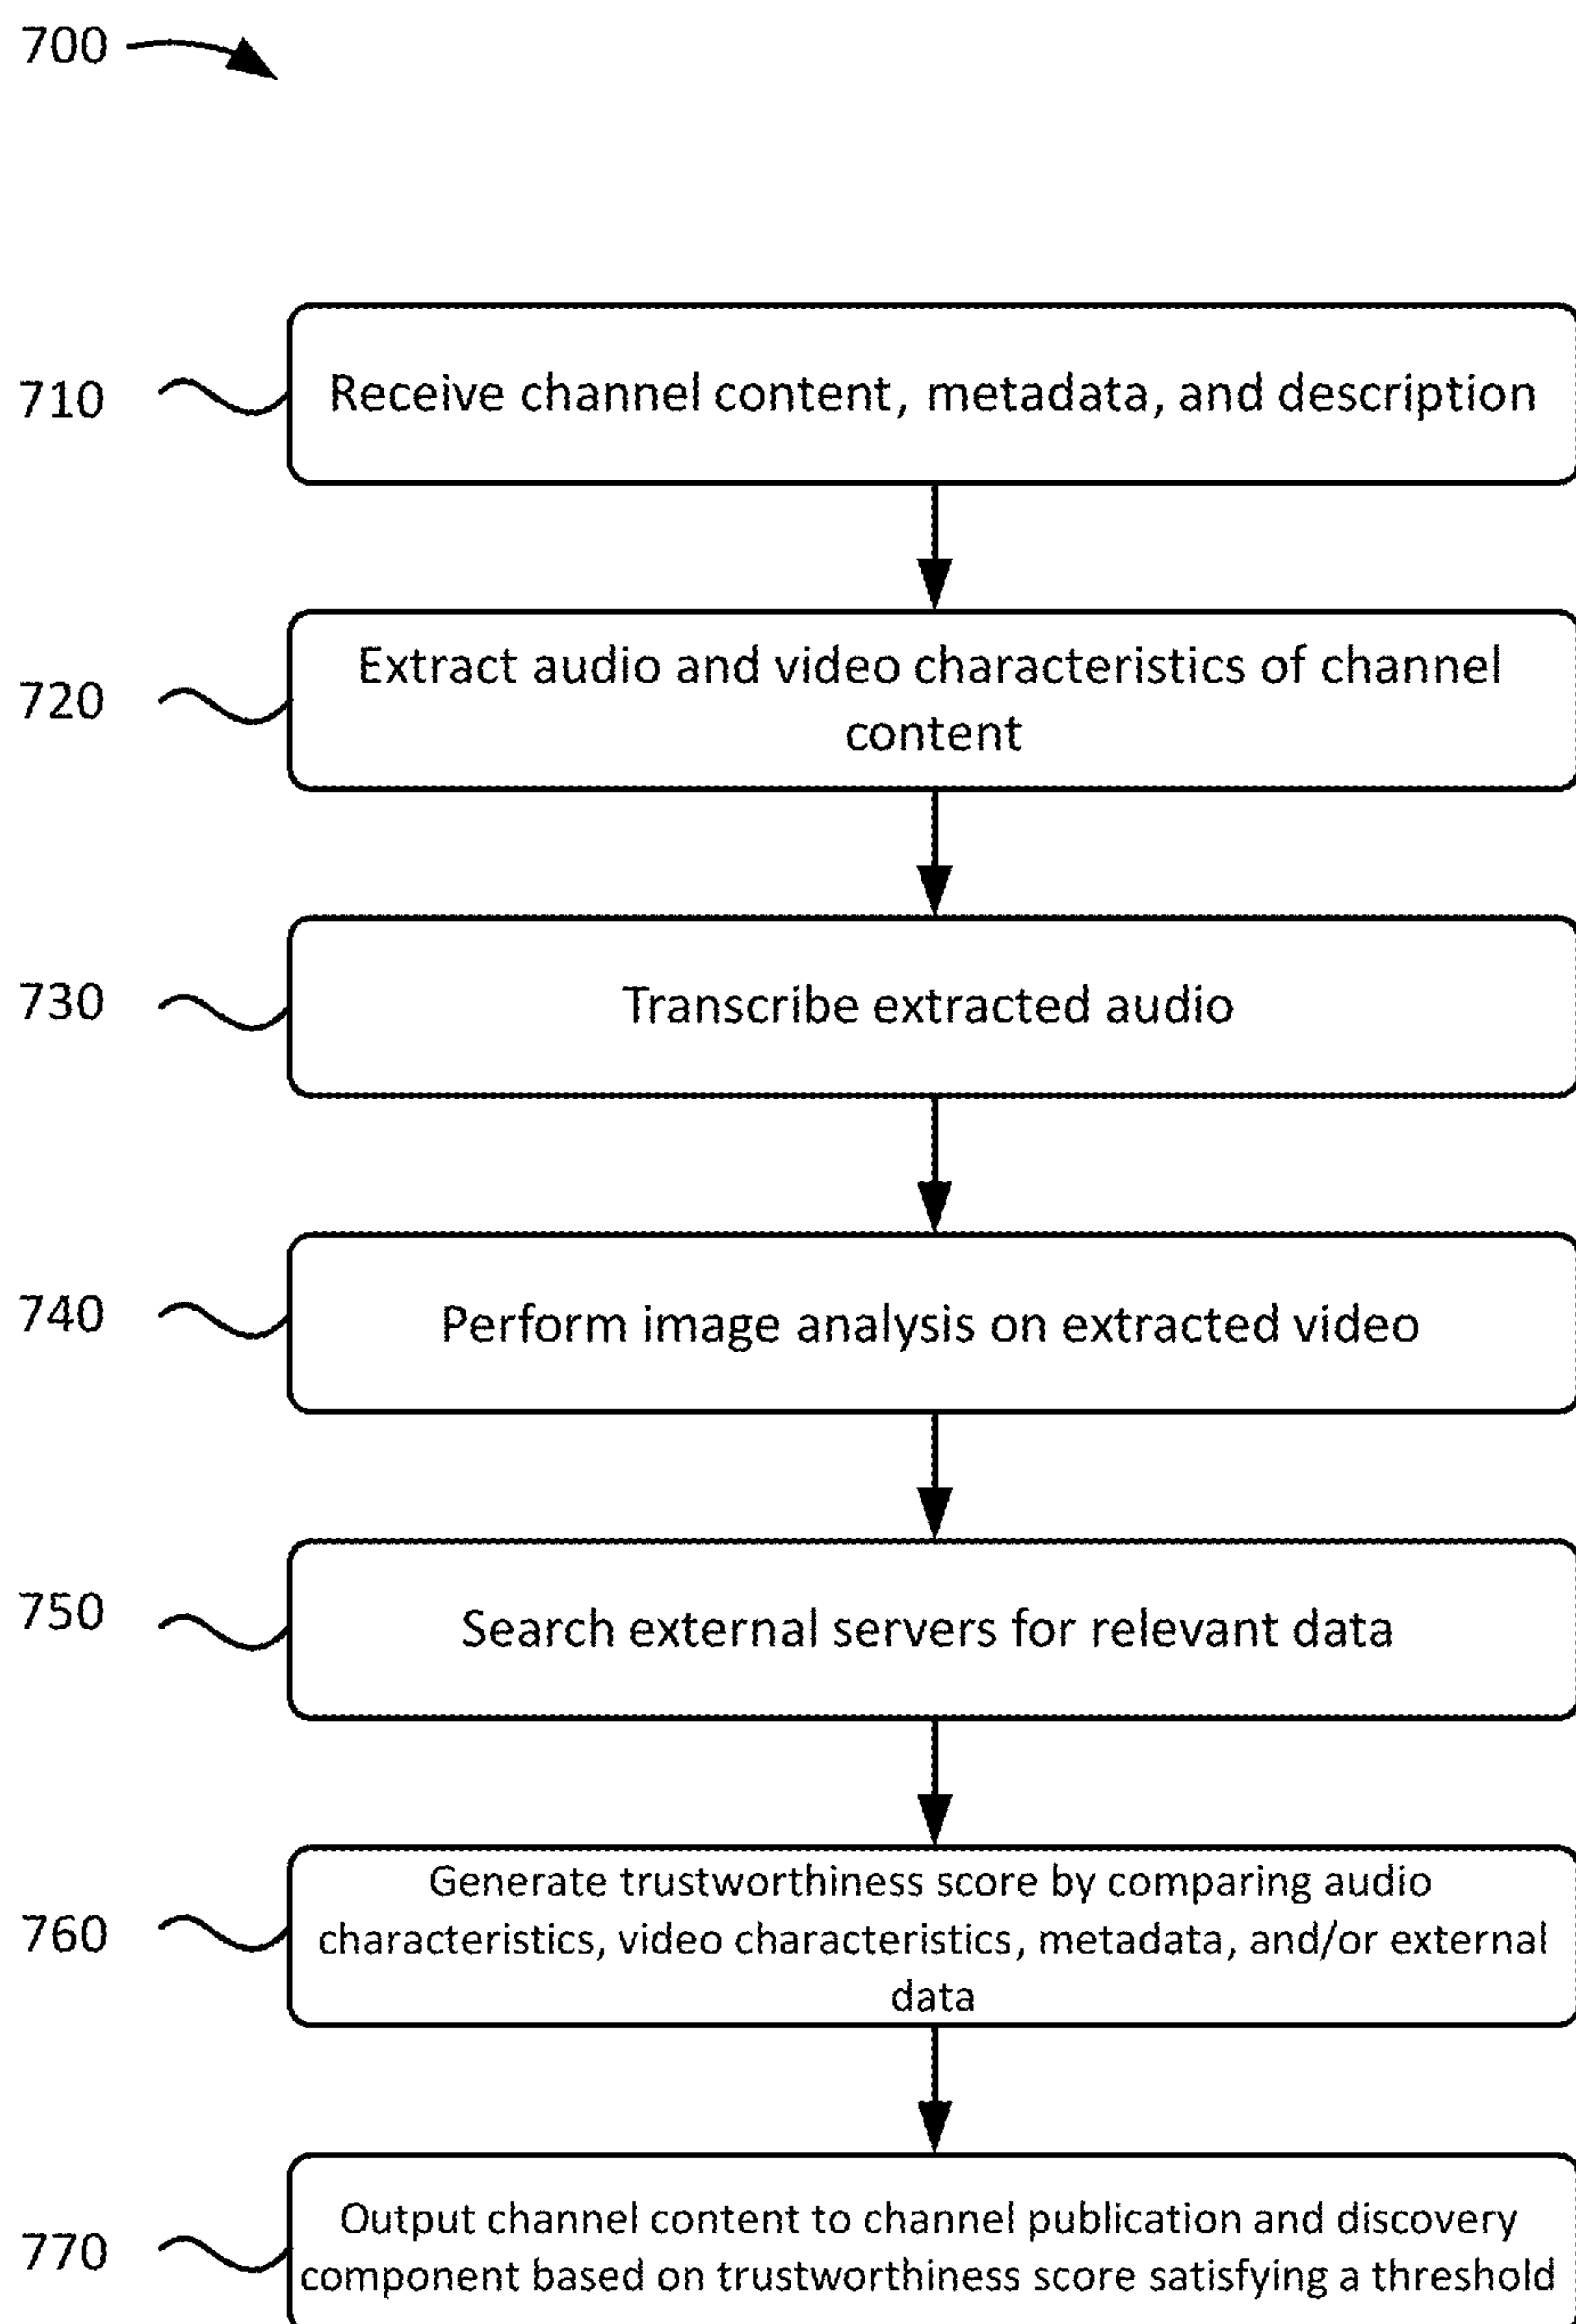 700
710
Receive channel content, metadata, and description
720
Extract audio and video characteristics of channel
content
730
Transcribe extracted audio
740
Perform image analysis on extracted video
750
Search external servers for relevant data
760
Generate trustworthiness score by comparing audio
characteristics, video characteristics, metadata, and/or external
data
770
Output channel content to channel publication and discovery
component based on trustworthiness score satisfying a threshold